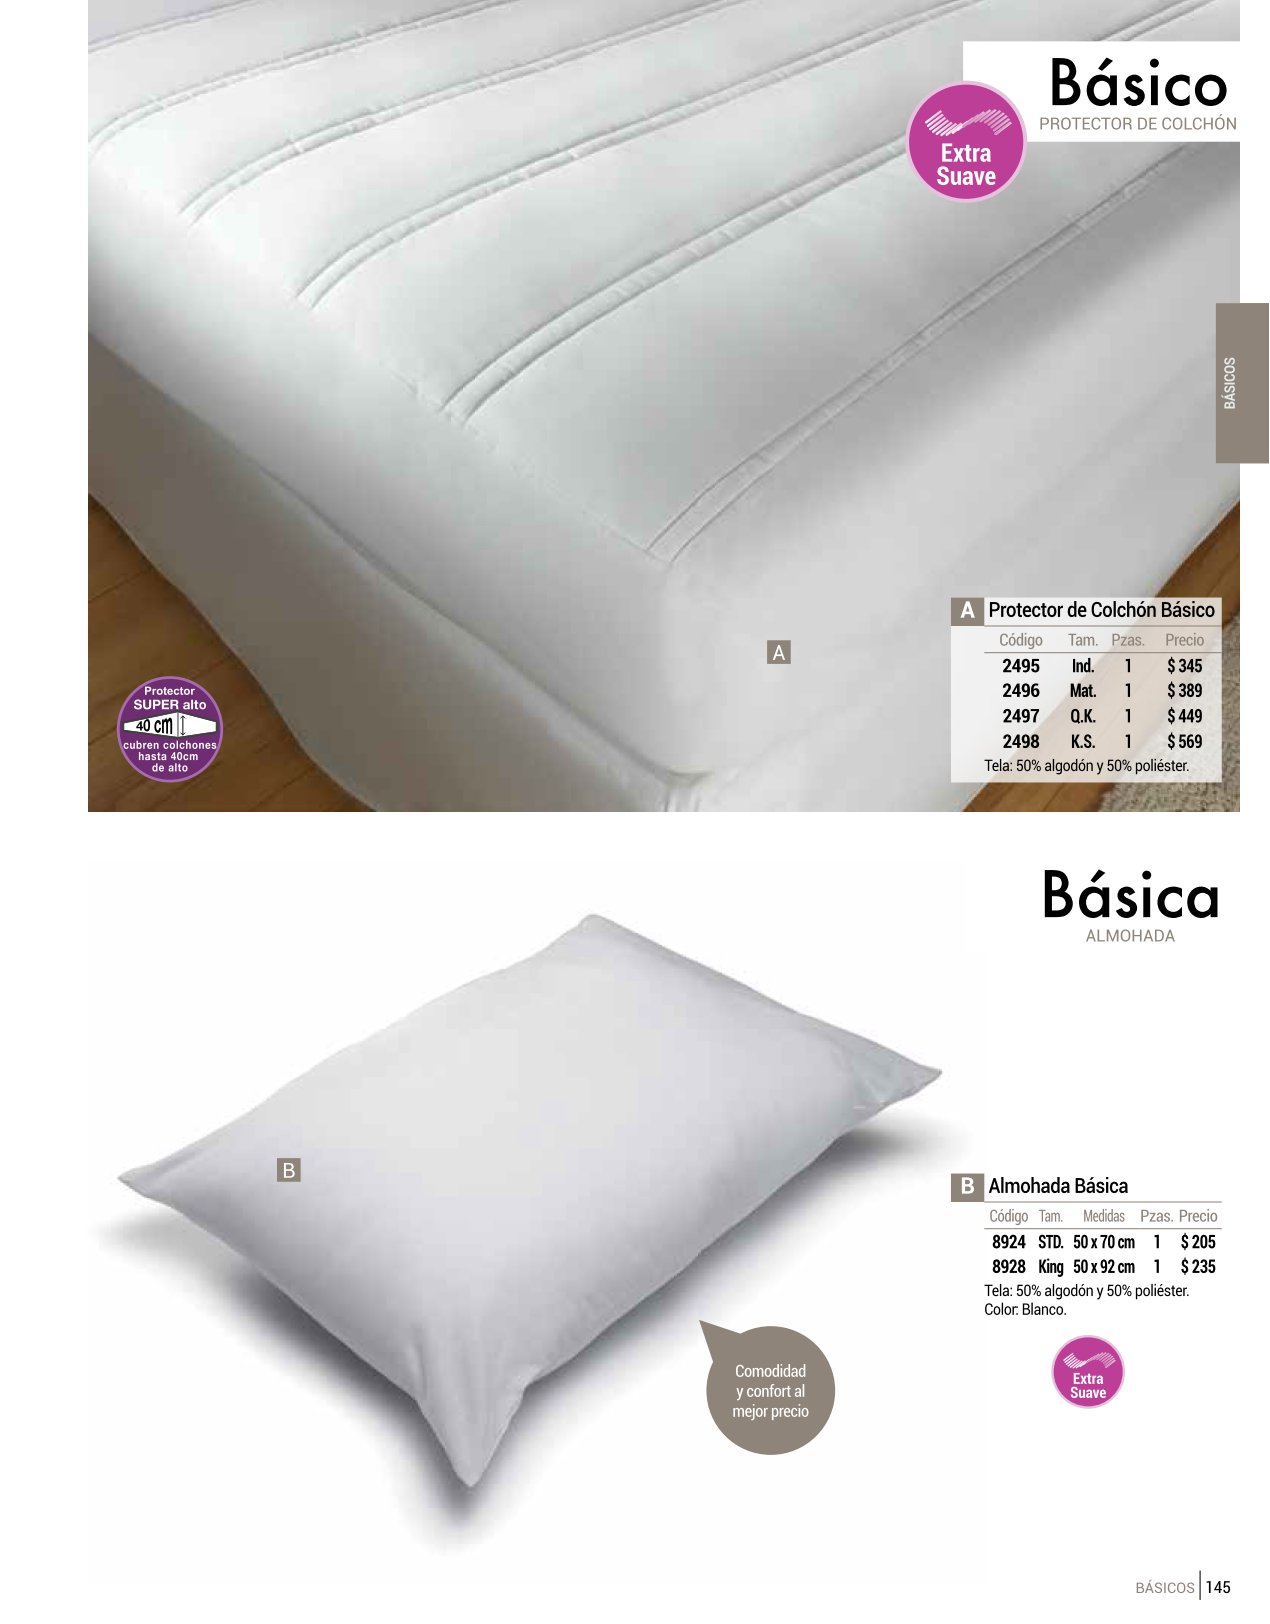 Básico
PROTECTOR DE COLCHÓN
Extra
Suave
BÁSICOS
A Protector de Colchón Básico
Código Tam. Pzas. Precio
2495 Ind. 1 $ 345
2496 Mat. 1 $ 389
2497 Q.K. 1 $ 449
2498 K.S. 1 $ 569
Tela: 50% algodón y 50% poliéster.
A
Protector
SUPER alto
40 cm
cubren colchones
hasta 40cm
de alto
Básica
ALMOHADA
B
B Almohada Básica
Código Tam. Medidas Pzas. Precio
8924 STD. 50 x 70 cm 1 $ 205
8928 King 50 x 92 cm 1 $ 235
Tela: 50% algodón y 50% poliéster.
Color: Blanco.
Extra
Suave
Comodidad
y confort al
mejor precio
BÁSICOS 145